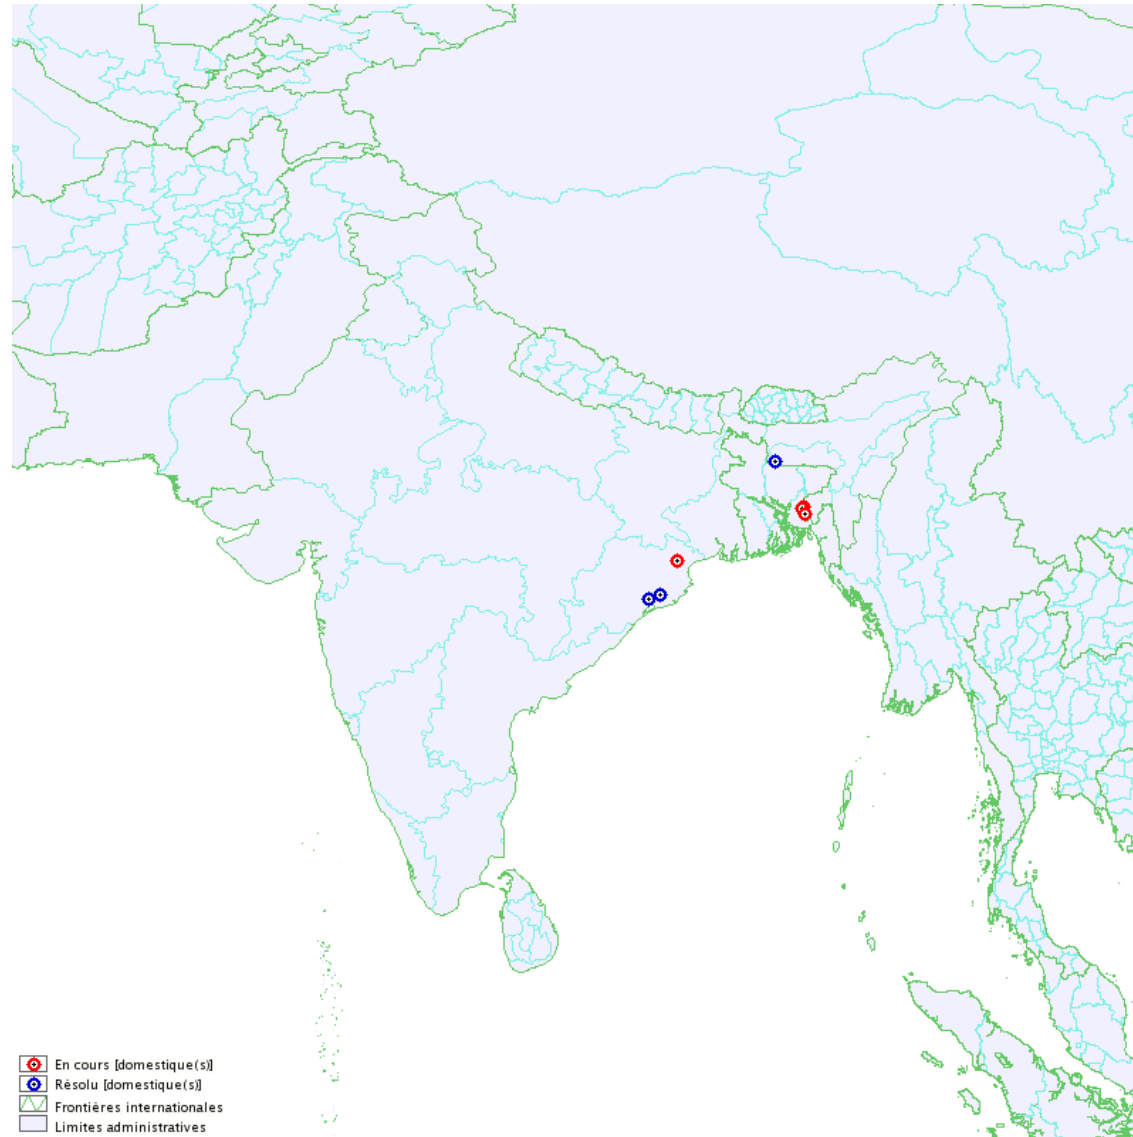 En cours [domestique(s)]
Résolu [domestique(s)]
Frontières internationales
Limites administratives